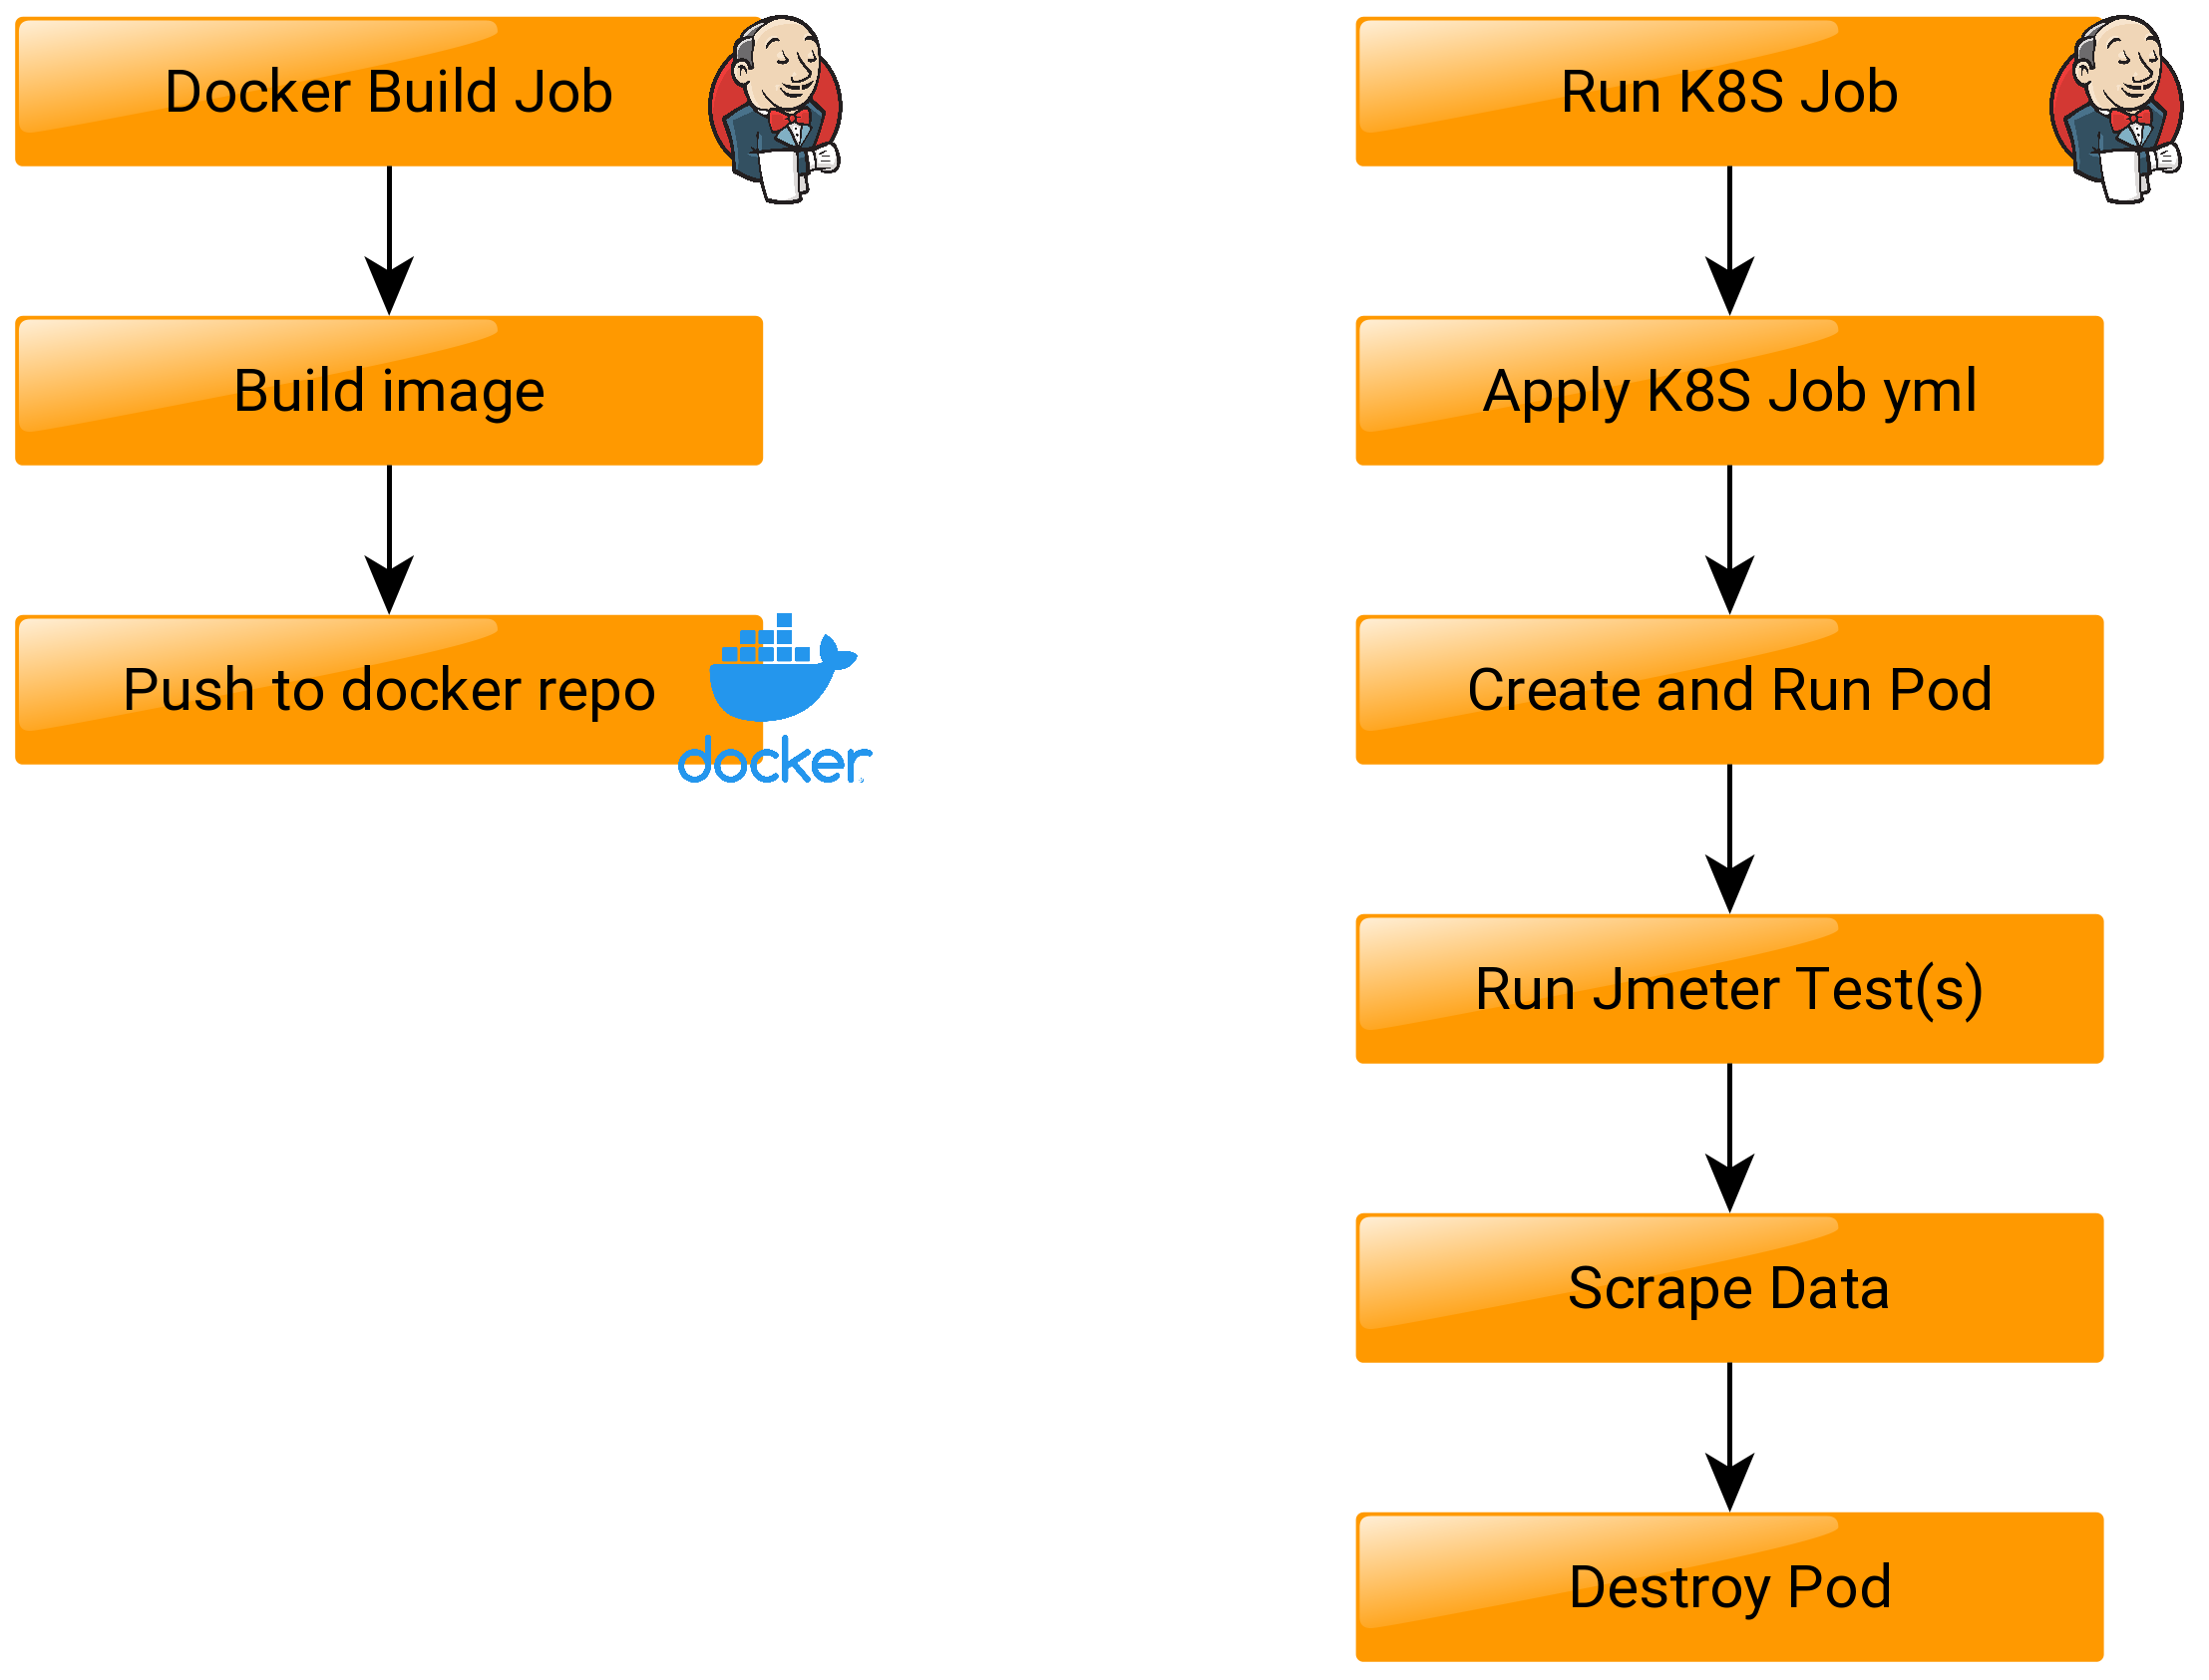 Docker Build Job
Build image
Push to docker repo
docker
Run K8S Job
Apply K8S Job yml
Create and Run Pod
Run Jmeter Test(s)
Scrape Data
Destroy Pod